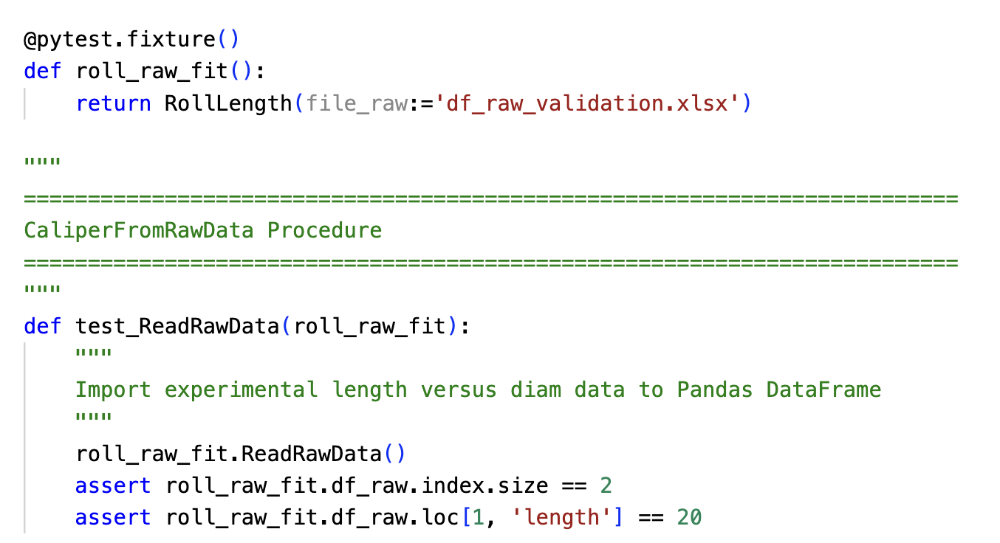 @pytest.fixture()
def roll_raw_fit():
    return RollLength(file_raw:='df_raw_validation.xlsx')
"""
=========================================================================
CaliperFromRawData Procedure
=========================================================================
"""
def test_ReadRawData(roll_raw_fit):
    """
    Import experimental length versus diam data to Pandas DataFrame
    """
    roll_raw_fit.ReadRawData()
    assert roll_raw_fit.df_raw.index.size == 2
    assert roll_raw_fit.df_raw.loc[1, 'length'] == 20